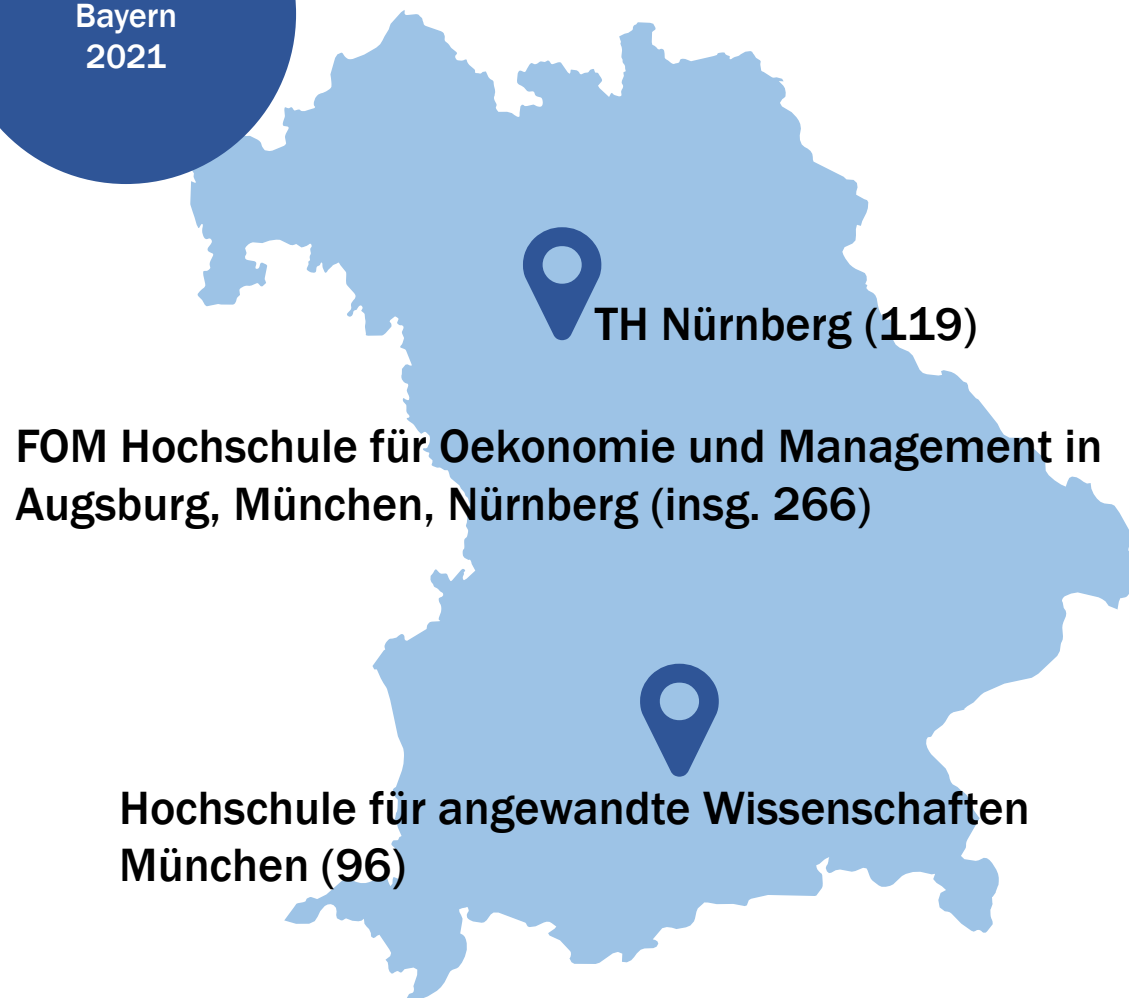 Bayern
2021
TH Nürnberg (119)
FOM Hochschule für Oekonomie und Management in
Augsburg, München, Nürnberg (insg. 266)
Hochschule für angewandte Wissenschaften
München (96)